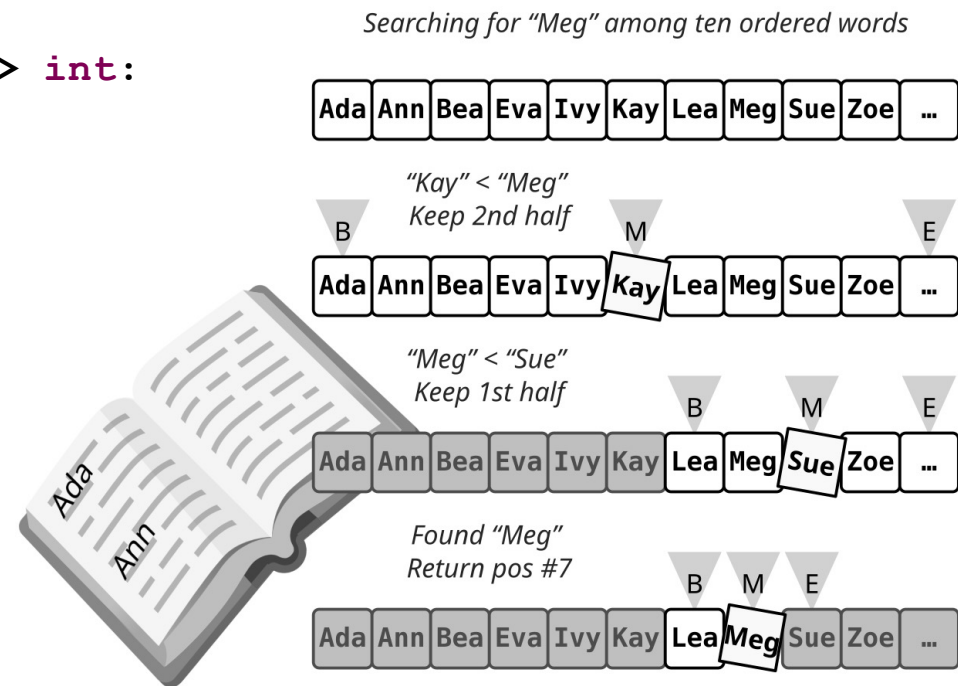 Searching for “Meg” among ten ordered words
> int:
Ada Ann Bea Eva Ivy Kay Lea Meg Sue Zoe …
“Kay” < “Meg”
Keep 2nd half
B M E
Ada Ann Bea Eva Ivy Kay Lea Meg Sue Zoe …
“Meg” < “Sue”
Keep 1st half
B M E
Ada Ann Bea Eva Ivy Kay Lea Meg Sue Zoe …
Ada
Ann
Found “Meg”
Return pos #7
B M E
Ada Ann Bea Eva Ivy Kay Lea Meg Sue Zoe …